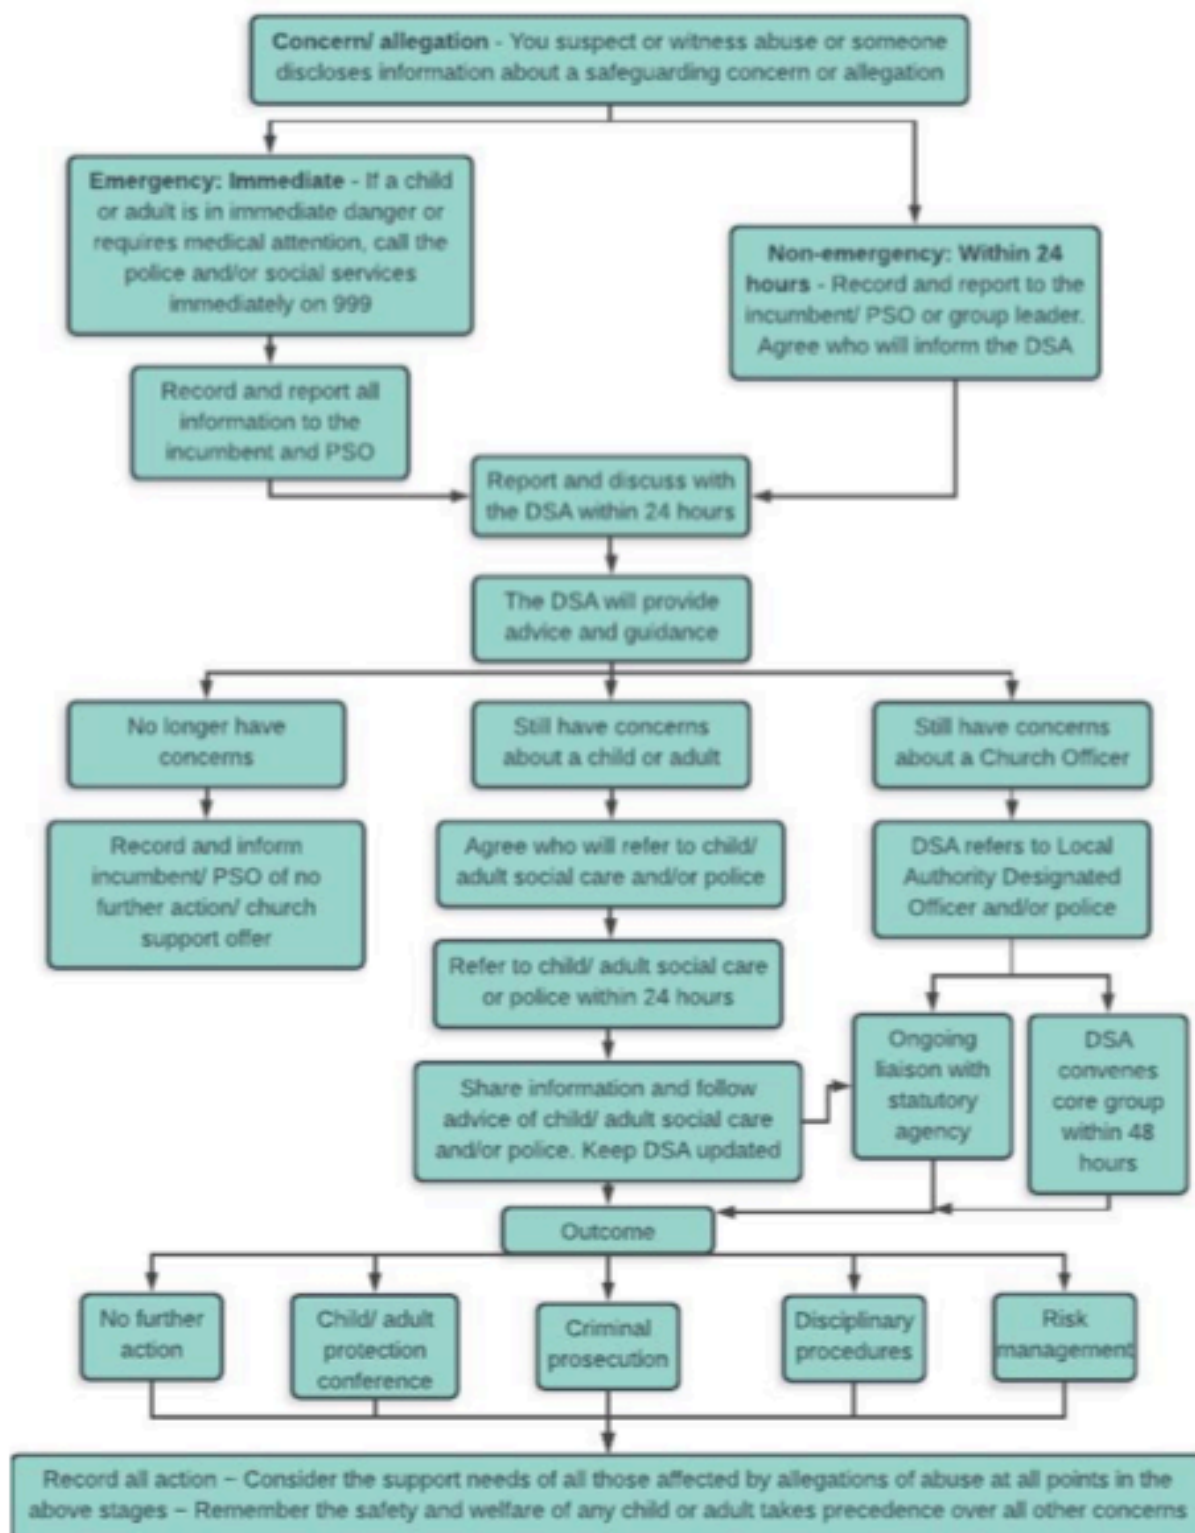 Concern/ allegation - You suspect or witness abuse or someone
discloses information about a safeguarding concern or allegation
Emergency: Immediate - If a child
or adult is in immediate danger or
requires medical attention, call the
police and/or social services
immediately on 999
Non-emergency: Within 24
hours - Record and report to the
incumbent/ PSO or group leader.
Agree who will inform the DSA
Record and report all
information to the
incumbent and PSO
Report and discuss with
the DSA within 24 hours
The DSA will provide
advice and guidance
No longer have
concerns
Still have concerns
about a child or adult
Still have concerns
about a Church Officer
Record and inform
incumbent/ PSO of no
further action/ church
support offer
Agree who will refer to child/
adult social care and/or police
DSA refers to Local
Authority Designated
Officer and/or police
Refer to child/ adult social care
or police within 24 hours
Share information and follow
advice of child/ adult social care
and/or police. Keep DSA updated
Ongoing
liaison with
statutory
agency
DSA
convenes
core group
within 48
hours
Outcome
No further
action
Child/ adult
protection
conference
Criminal
prosecution
Disciplinary
procedures
Risk
management
Record all action – Consider the support needs of all those affected by allegations of abuse at all points in the
above stages – Remember the safety and welfare of any child or adult takes precedence over all other concerns